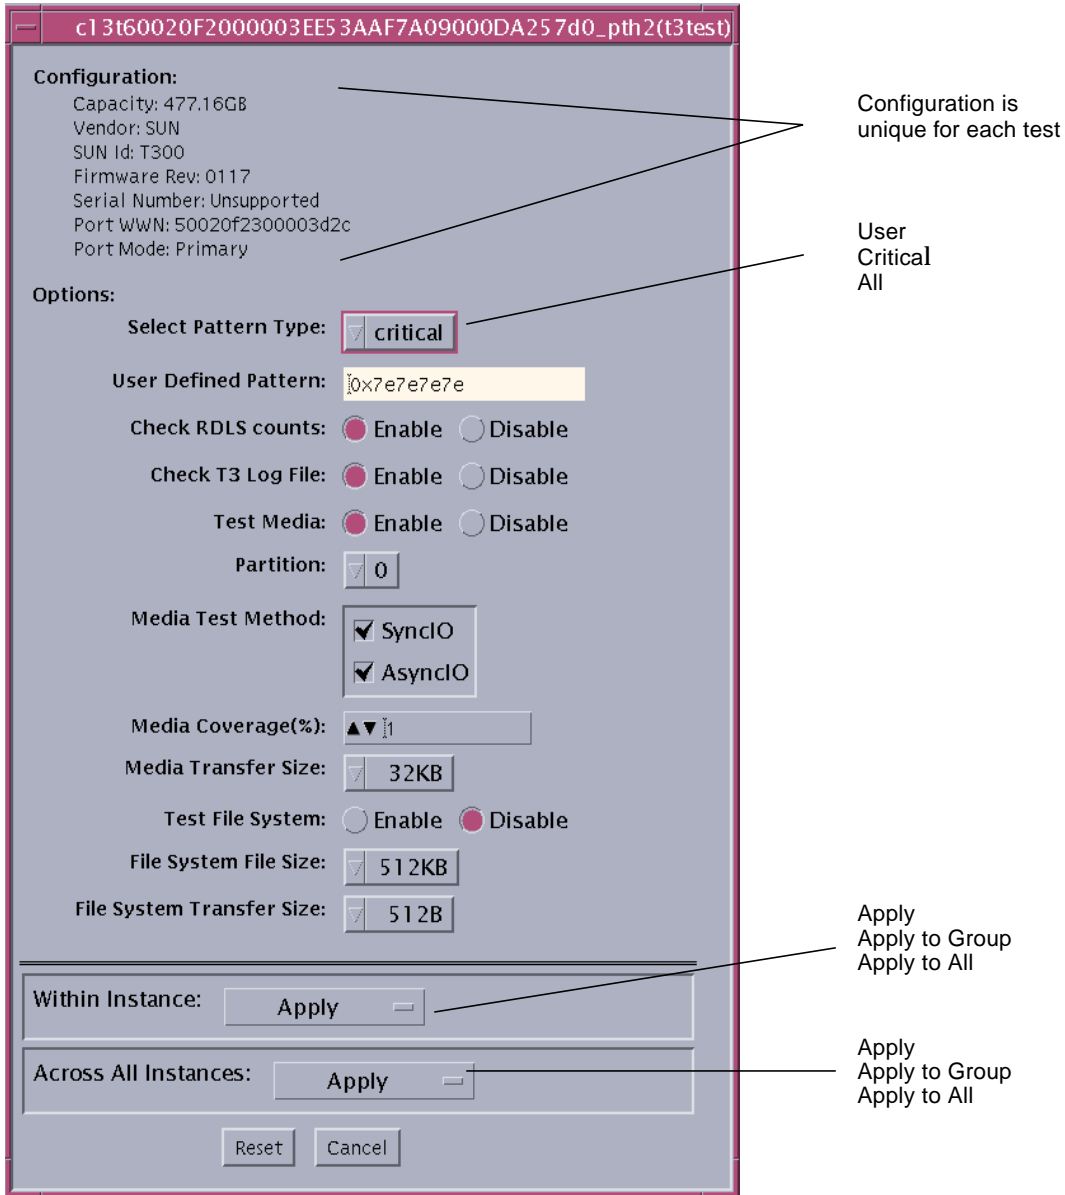 c13t60020F2000003EE53AAF7A09000DA257d0_pth2(t3test)
Configuration:
Capacity: 477.16GB
Vendor: SUN
SUN Id: T300
Firmware Rev: 0117
Serial Number: Unsupported
Port WWN: 50020f2300003d2c
Port Mode: Primary
Configuration is
unique for each test
Options:
Select Pattern Type: critical
User
Critical
All
User Defined Pattern: 0x7e7e7e7e
Check RDLS counts: Enable Disable
Check T3 Log File: Enable Disable
Test Media: Enable Disable
Partition: 0
Media Test Method: SyncIO
AsyncIO
Media Coverage(%): 1
Media Transfer Size: 32KB
Test File System: Enable Disable
File System File Size: 512KB
File System Transfer Size: 512B
Within Instance: Apply
Apply
Apply to Group
Apply to All
Across All Instances: Apply
Apply
Apply to Group
Apply to All
Reset Cancel